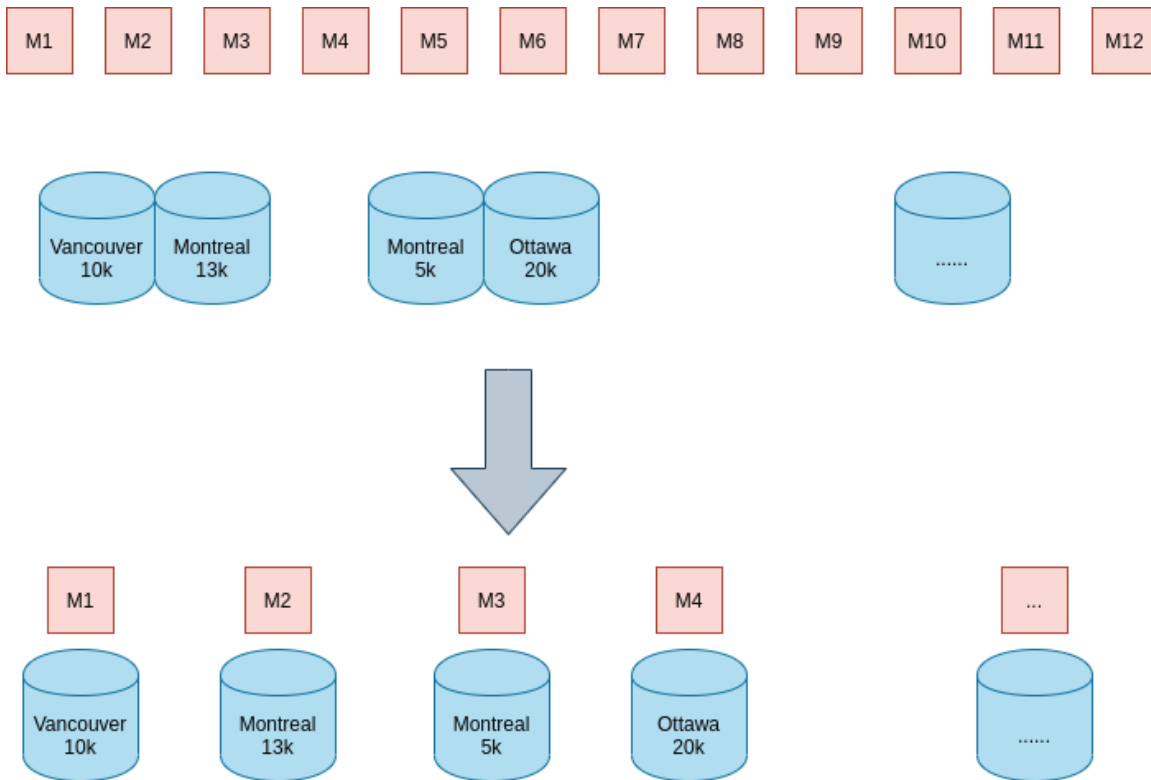 M1 M2 M3 M4 M5 M6 M7 M8 M9 M10 M11 M12
Vancouver Montreal Montreal Ottawa
10k 13k 5k 20k
......
M1 M2 M3 M4 ...
Vancouver Montreal Montreal Ottawa
10k 13k 5k 20k
......